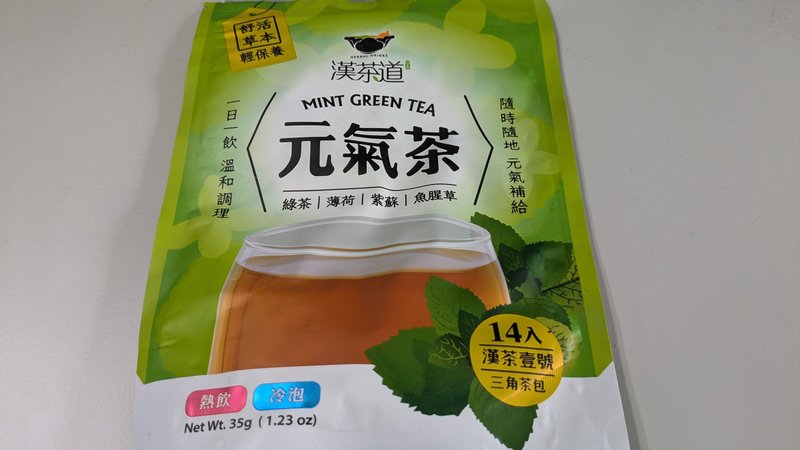 舒活
草本
輕保養
HERBAL DRINKS
漢茶道
MINT GREEN TEA
一日一飲 溫和調理
元氣茶
隨時隨地 元氣補給
綠茶|薄荷|紫蘇|魚腥草
14入
漢茶壹號
三角茶包
熱飲
冷泡
Net Wt. 35g (1.23 oz)